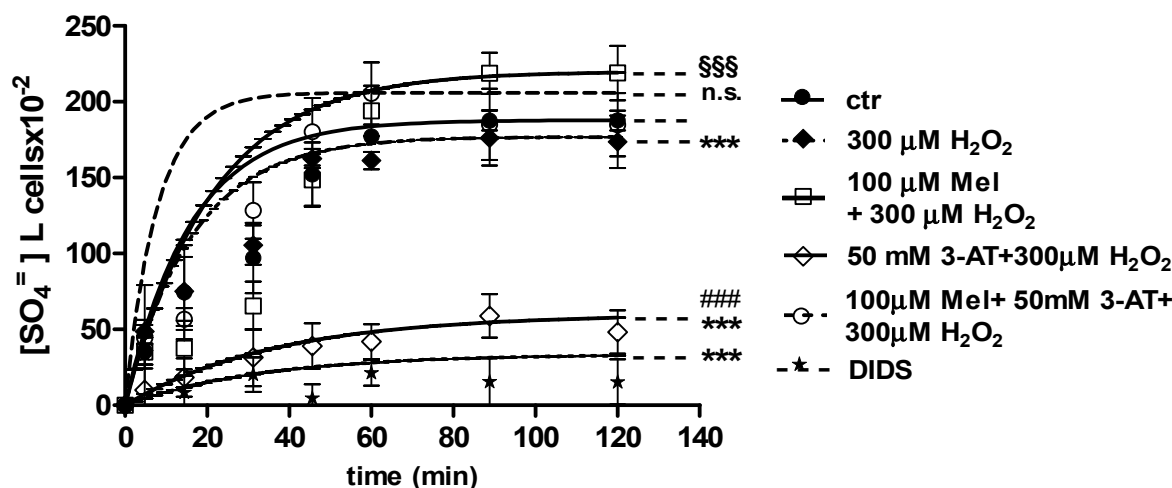 [SO₄⁼] L cellsx10⁻²
250
200
150
100
50
0
0 20 40 60 80 100 120 140
time (min)
§§§
n.s.
***
###
***
***
ctr
300 μM H₂O₂
100 μM Mel
+ 300 μM H₂O₂
50 mM 3-AT+300μM H₂O₂
100μM Mel+ 50mM 3-AT+
300μM H₂O₂
DIDS